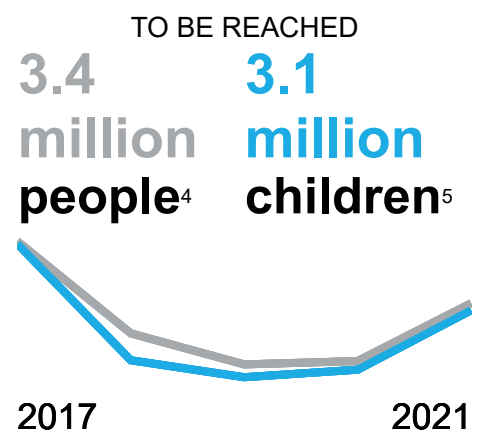 TO BE REACHED
3.4 million people4
3.1 million children5
2017
2021